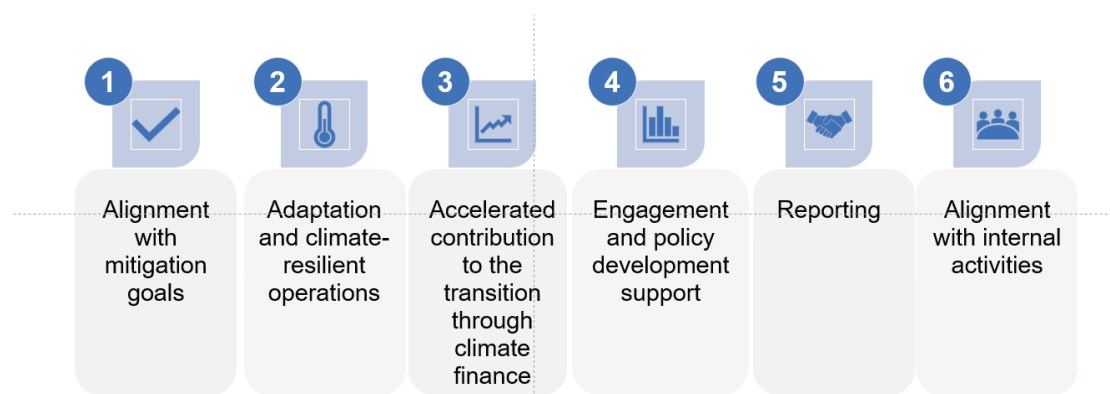 1
Alignment
with
mitigation
goals
2
Adaptation
and climate-
resilient
operations
3
Accelerated
contribution
to the
transition
through
climate
finance
4
Engagement
and policy
development
support
5
Reporting
6
Alignment
with internal
activities